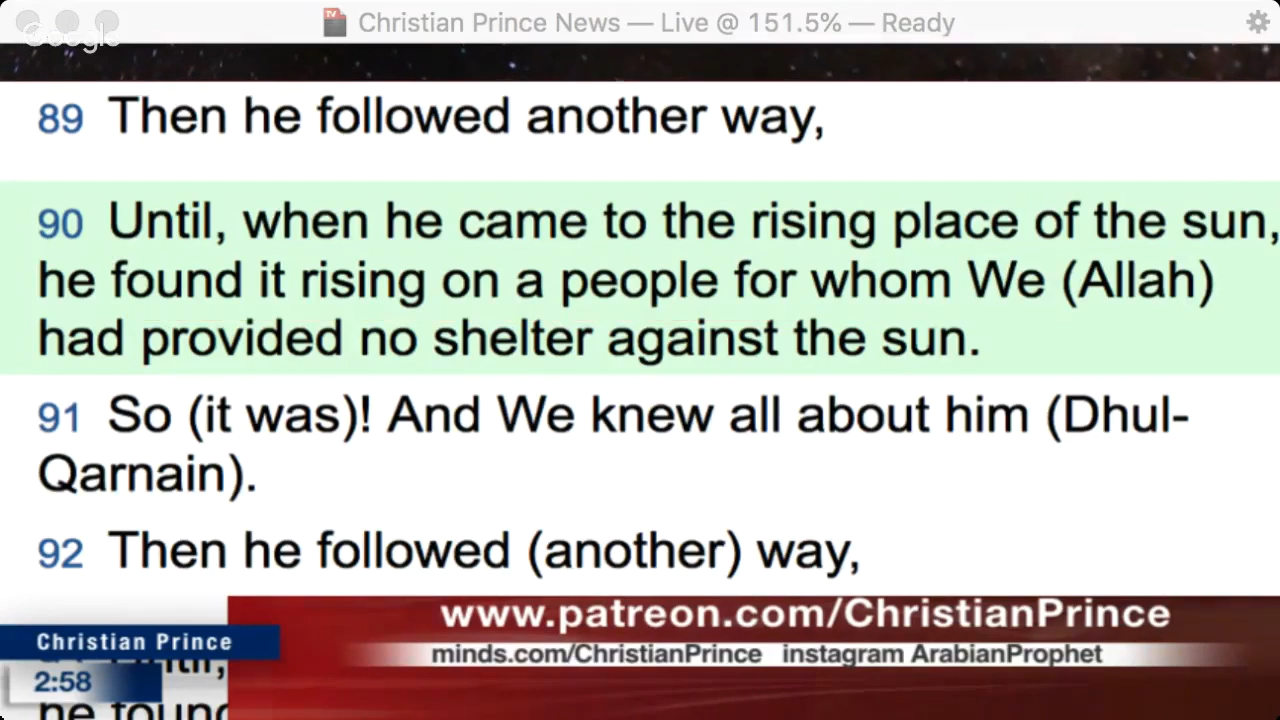 Christian Prince News — Live @ 151.5% — Ready
Google
89 Then he followed another way,
90 Until, when he came to the rising place of the sun,
he found it rising on a people for whom We (Allah)
had provided no shelter against the sun.
91 So (it was)! And We knew all about him (Dhul-
Qarnain).
92 Then he followed (another) way,
www.patreon.com/ChristianPrince
Christian Prince
minds.com/ChristianPrince instagram ArabianProphet
2:58
he found